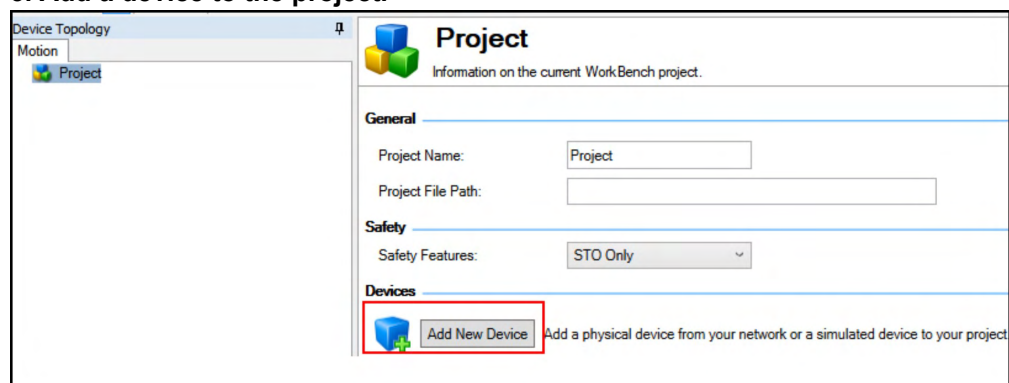 Device Topology
Motion
Project
Project
Information on the current WorkBench project.
General
Project Name:
Project
Project File Path:
Safety
Safety Features:
STO Only
Devices
Add New Device
Add a physical device from your network or a simulated device to your project